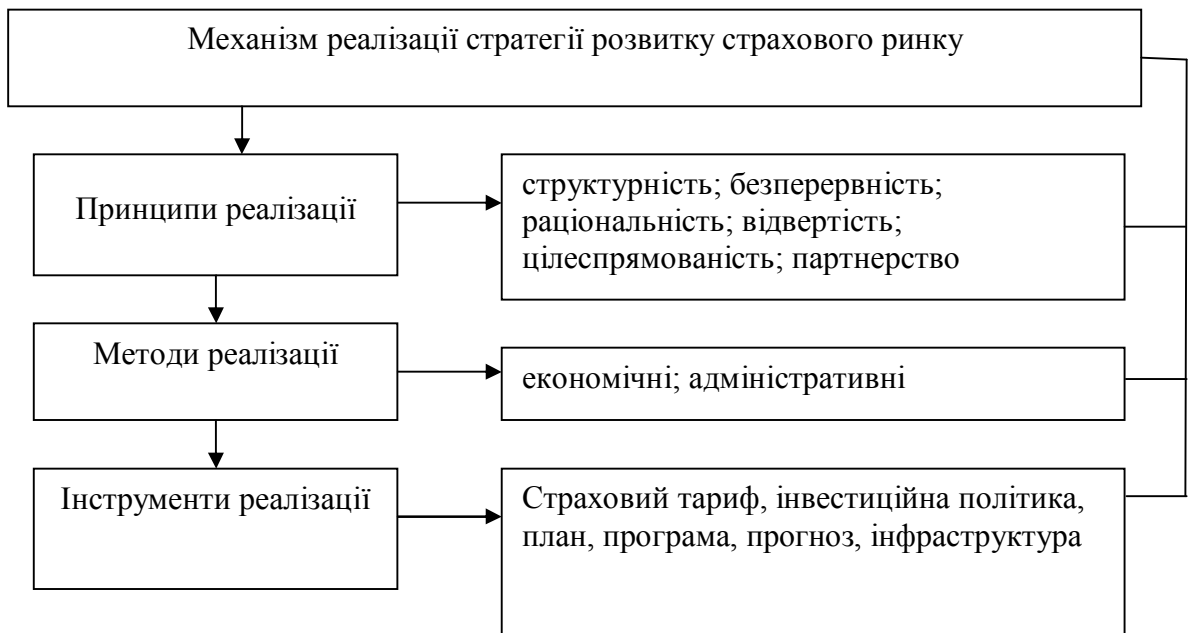 Механізм реалізації стратегії розвитку страхового ринку
Принципи реалізації
структурність; безперервність;
раціональність; відвертість;
цілеспрямованість; партнерство
Методи реалізації
економічні; адміністративні
Інструменти реалізації
Страховий тариф, інвестиційна політика,
план, програма, прогноз, інфраструктура